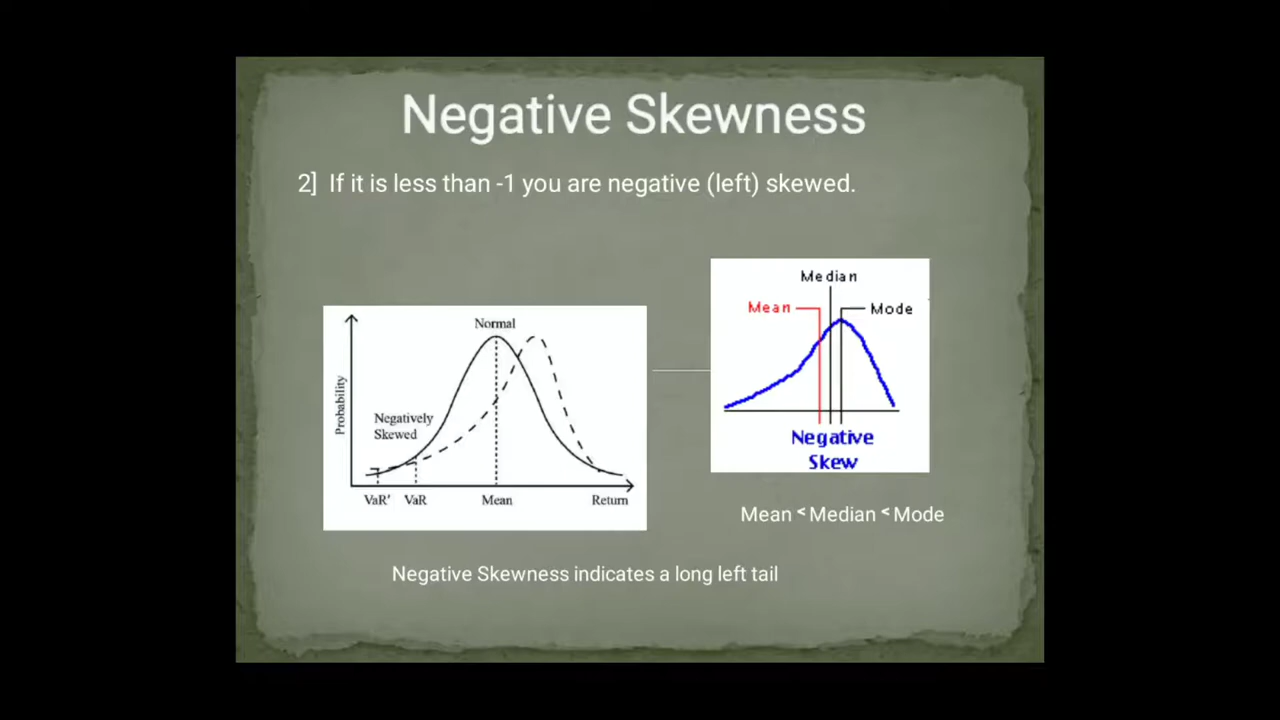 Negative Skewness
2] If it is less than -1 you are negative (left) skewed.
Normal
Probability
Negatively
Skewed
VaR' VaR Mean Return
Median
Mean Mode
Negative
Skew
Mean < Median < Mode
Negative Skewness indicates a long left tail